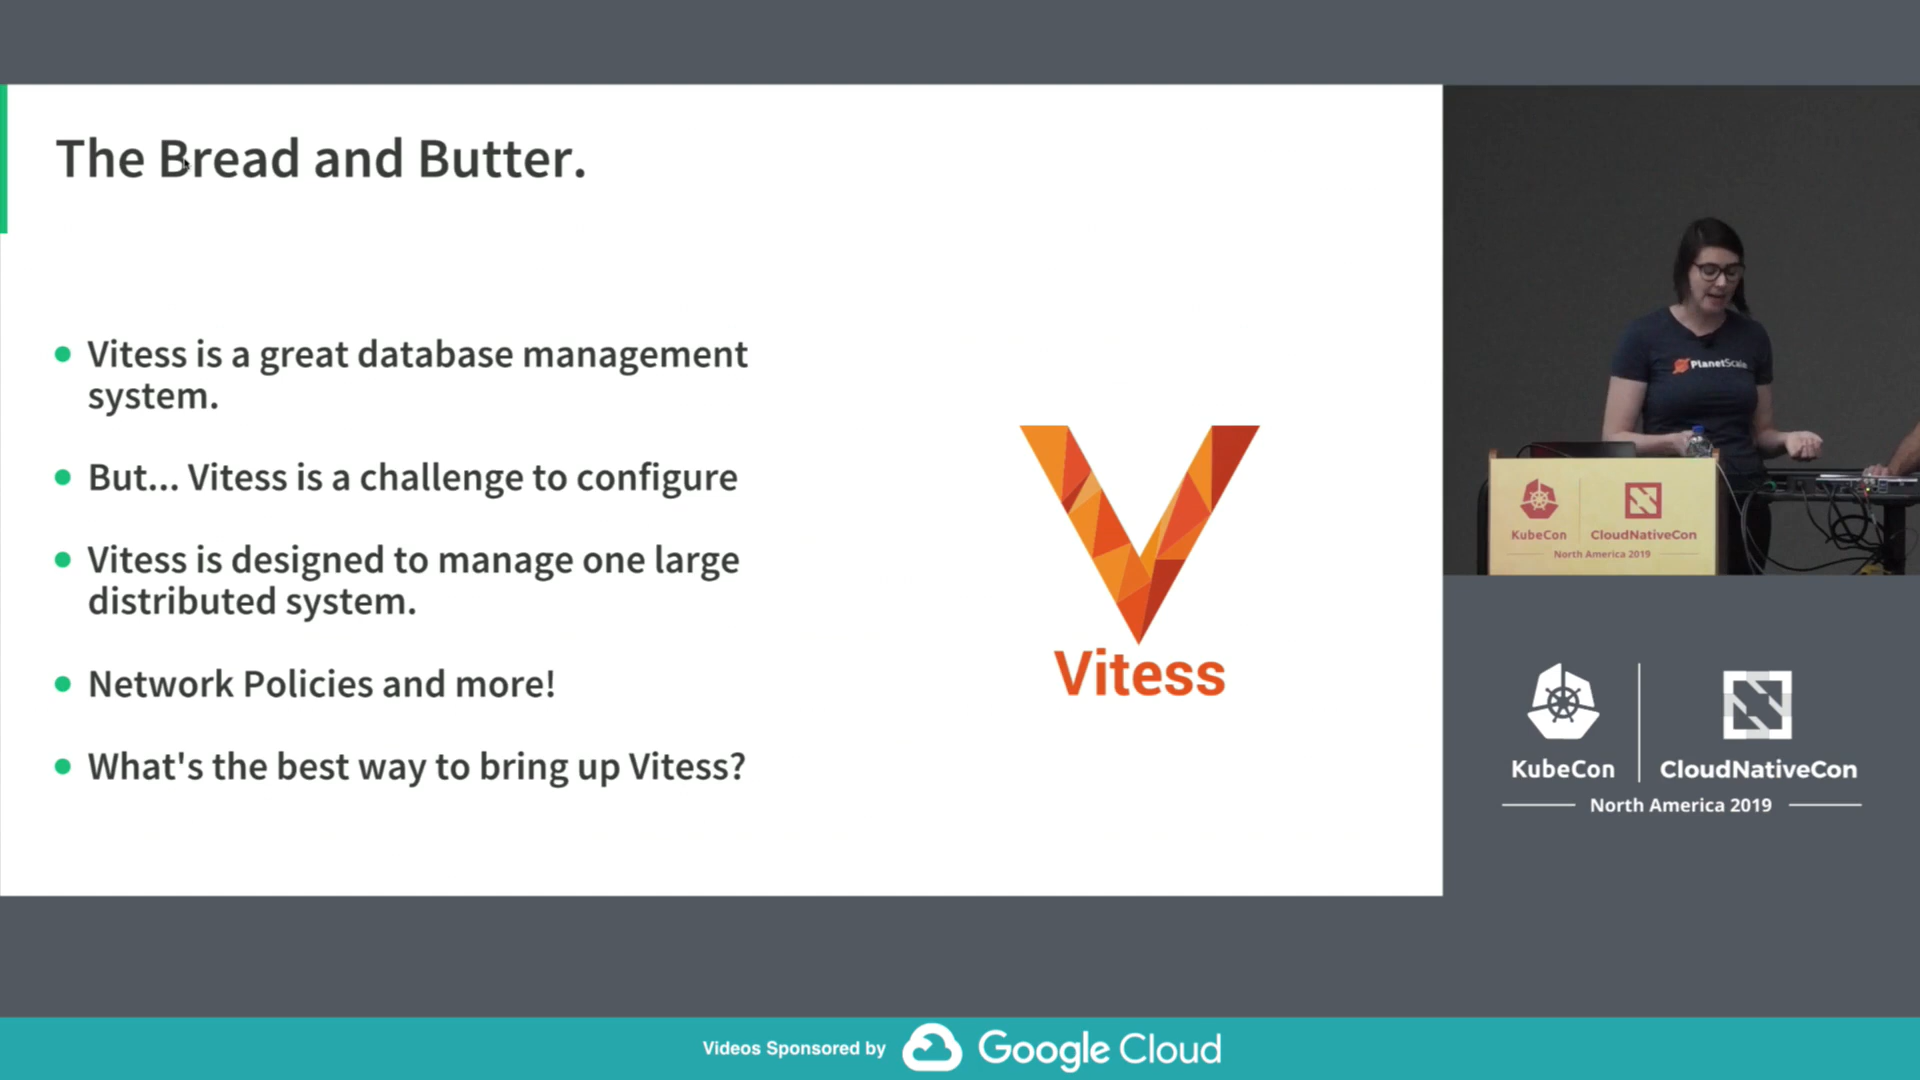 The Bread and Butter.
Vitess is a great database management
system.
But... Vitess is a challenge to configure
Vitess is designed to manage one large
distributed system.
Network Policies and more!
What's the best way to bring up Vitess?
Vitess
PlanetScale
KubeCon
CloudNativeCon
North America 2019
KubeCon
CloudNativeCon
North America 2019
Videos Sponsored by
Google Cloud